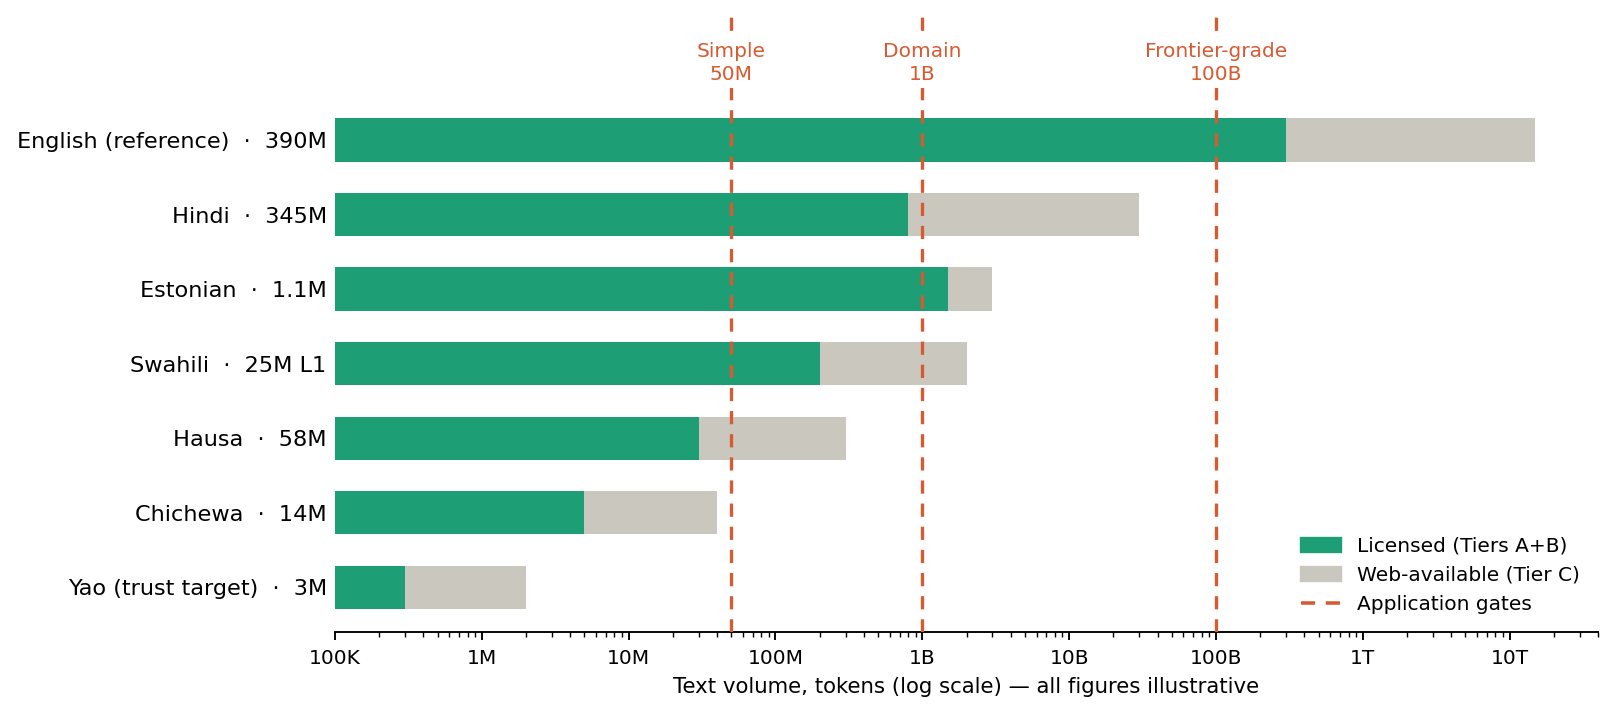 Simple
50M
Domain
1B
Frontier-grade
100B
English (reference) · 390M
Hindi · 345M
Estonian · 1.1M
Swahili · 25M L1
Hausa · 58M
Chichewa · 14M
Yao (trust target) · 3M
Licensed (Tiers A+B)
Web-available (Tier C)
Application gates
100K 1M 10M 100M 1B 10B 100B 1T 10T
Text volume, tokens (log scale) — all figures illustrative